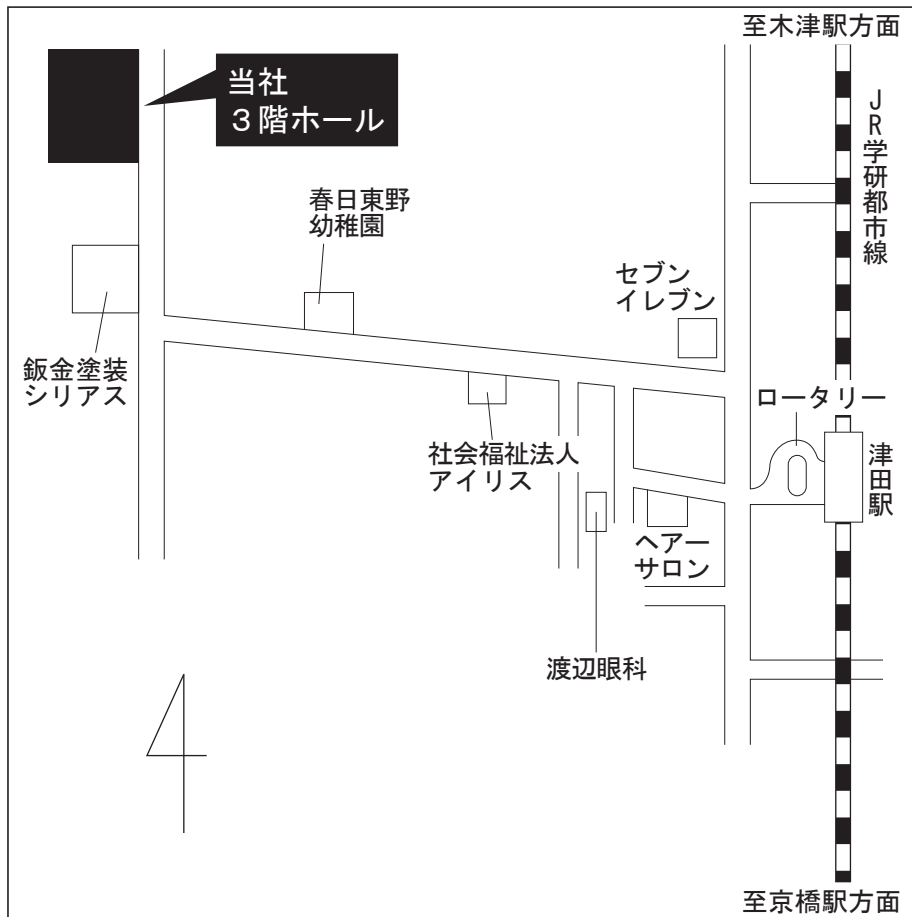 至木津駅方面
当社
3階ホール
JR学研都市線
春日東野
幼稚園
セブン
イレブン
鈑金塗装
シリアス
ロータリー
社会福祉法人
アイリス
津田駅
ヘアー
サロン
渡辺眼科
至京橋駅方面